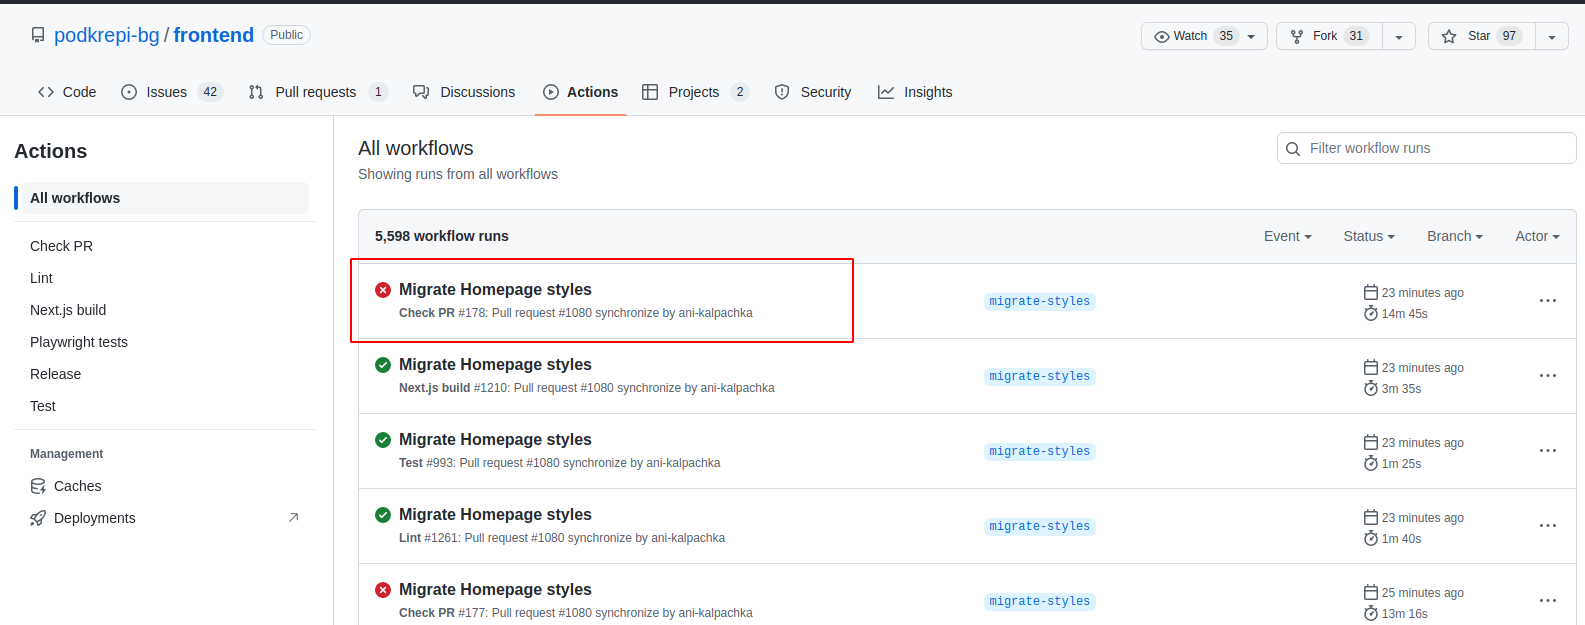 podkrepi-bg / frontend Public
Watch 35 Fork 31 Star 97
Code Issues 42 Pull requests 1 Discussions Actions Projects 2 Security Insights
Actions
All workflows
Check PR
Lint
Next.js build
Playwright tests
Release
Test
Management
Caches
Deployments
All workflows
Showing runs from all workflows
Filter workflow runs
5,598 workflow runs
Event Status Branch Actor
Migrate Homepage styles
Check PR #178: Pull request #1080 synchronize by ani-kalpachka
migrate-styles
23 minutes ago
14m 45s
Migrate Homepage styles
Next.js build #1210: Pull request #1080 synchronize by ani-kalpachka
migrate-styles
23 minutes ago
3m 35s
Migrate Homepage styles
Test #993: Pull request #1080 synchronize by ani-kalpachka
migrate-styles
23 minutes ago
1m 25s
Migrate Homepage styles
Lint #1261: Pull request #1080 synchronize by ani-kalpachka
migrate-styles
23 minutes ago
1m 40s
Migrate Homepage styles
Check PR #177: Pull request #1080 synchronize by ani-kalpachka
migrate-styles
25 minutes ago
13m 16s